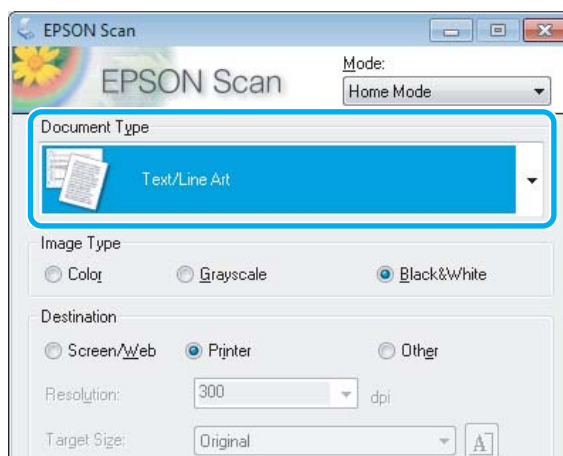 EPSON Scan
EPSON Scan
Mode:
Home Mode
Document Type
Text/Line Art
Image Type
Color Grayscale Black&White
Destination
Screen/Web Printer Other
Resolution: 300 dpi
Target Size: Original A